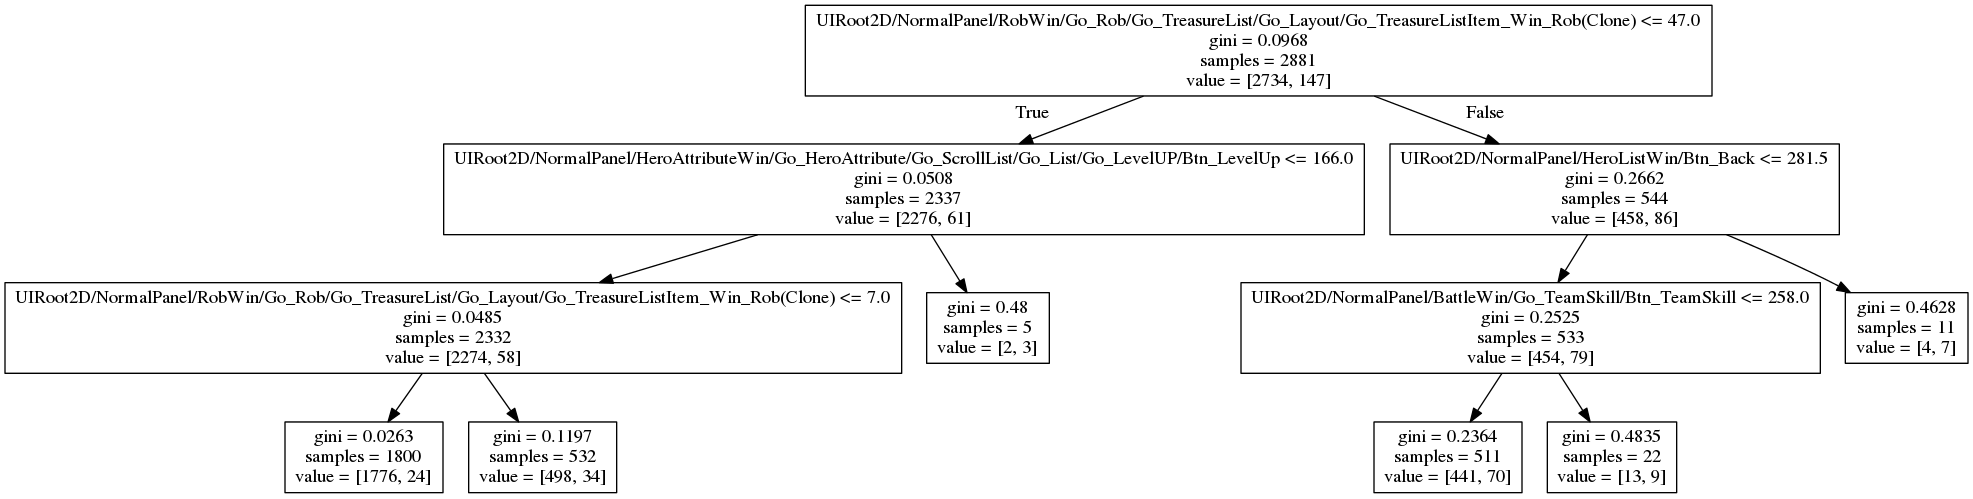 UIRoot2D/NormalPanel/RobWin/Go_Rob/Go_TreasureList/Go_Layout/Go_TreasureListItem_Win_Rob(Clone) <= 47.0
gini = 0.0968
samples = 2881
value = [2734, 147]
True
False
UIRoot2D/NormalPanel/HeroAttributeWin/Go_HeroAttribute/Go_ScrollList/Go_List/Go_LevelUP/Btn_LevelUp <= 166.0
gini = 0.0508
samples = 2337
value = [2276, 61]
UIRoot2D/NormalPanel/HeroListWin/Btn_Back <= 281.5
gini = 0.2662
samples = 544
value = [458, 86]
UIRoot2D/NormalPanel/RobWin/Go_Rob/Go_TreasureList/Go_Layout/Go_TreasureListItem_Win_Rob(Clone) <= 7.0
gini = 0.0485
samples = 2332
value = [2274, 58]
gini = 0.48
samples = 5
value = [2, 3]
UIRoot2D/NormalPanel/BattleWin/Go_TeamSkill/Btn_TeamSkill <= 258.0
gini = 0.2525
samples = 533
value = [454, 79]
gini = 0.4628
samples = 11
value = [4, 7]
gini = 0.0263
samples = 1800
value = [1776, 24]
gini = 0.1197
samples = 532
value = [498, 34]
gini = 0.2364
samples = 511
value = [441, 70]
gini = 0.4835
samples = 22
value = [13, 9]